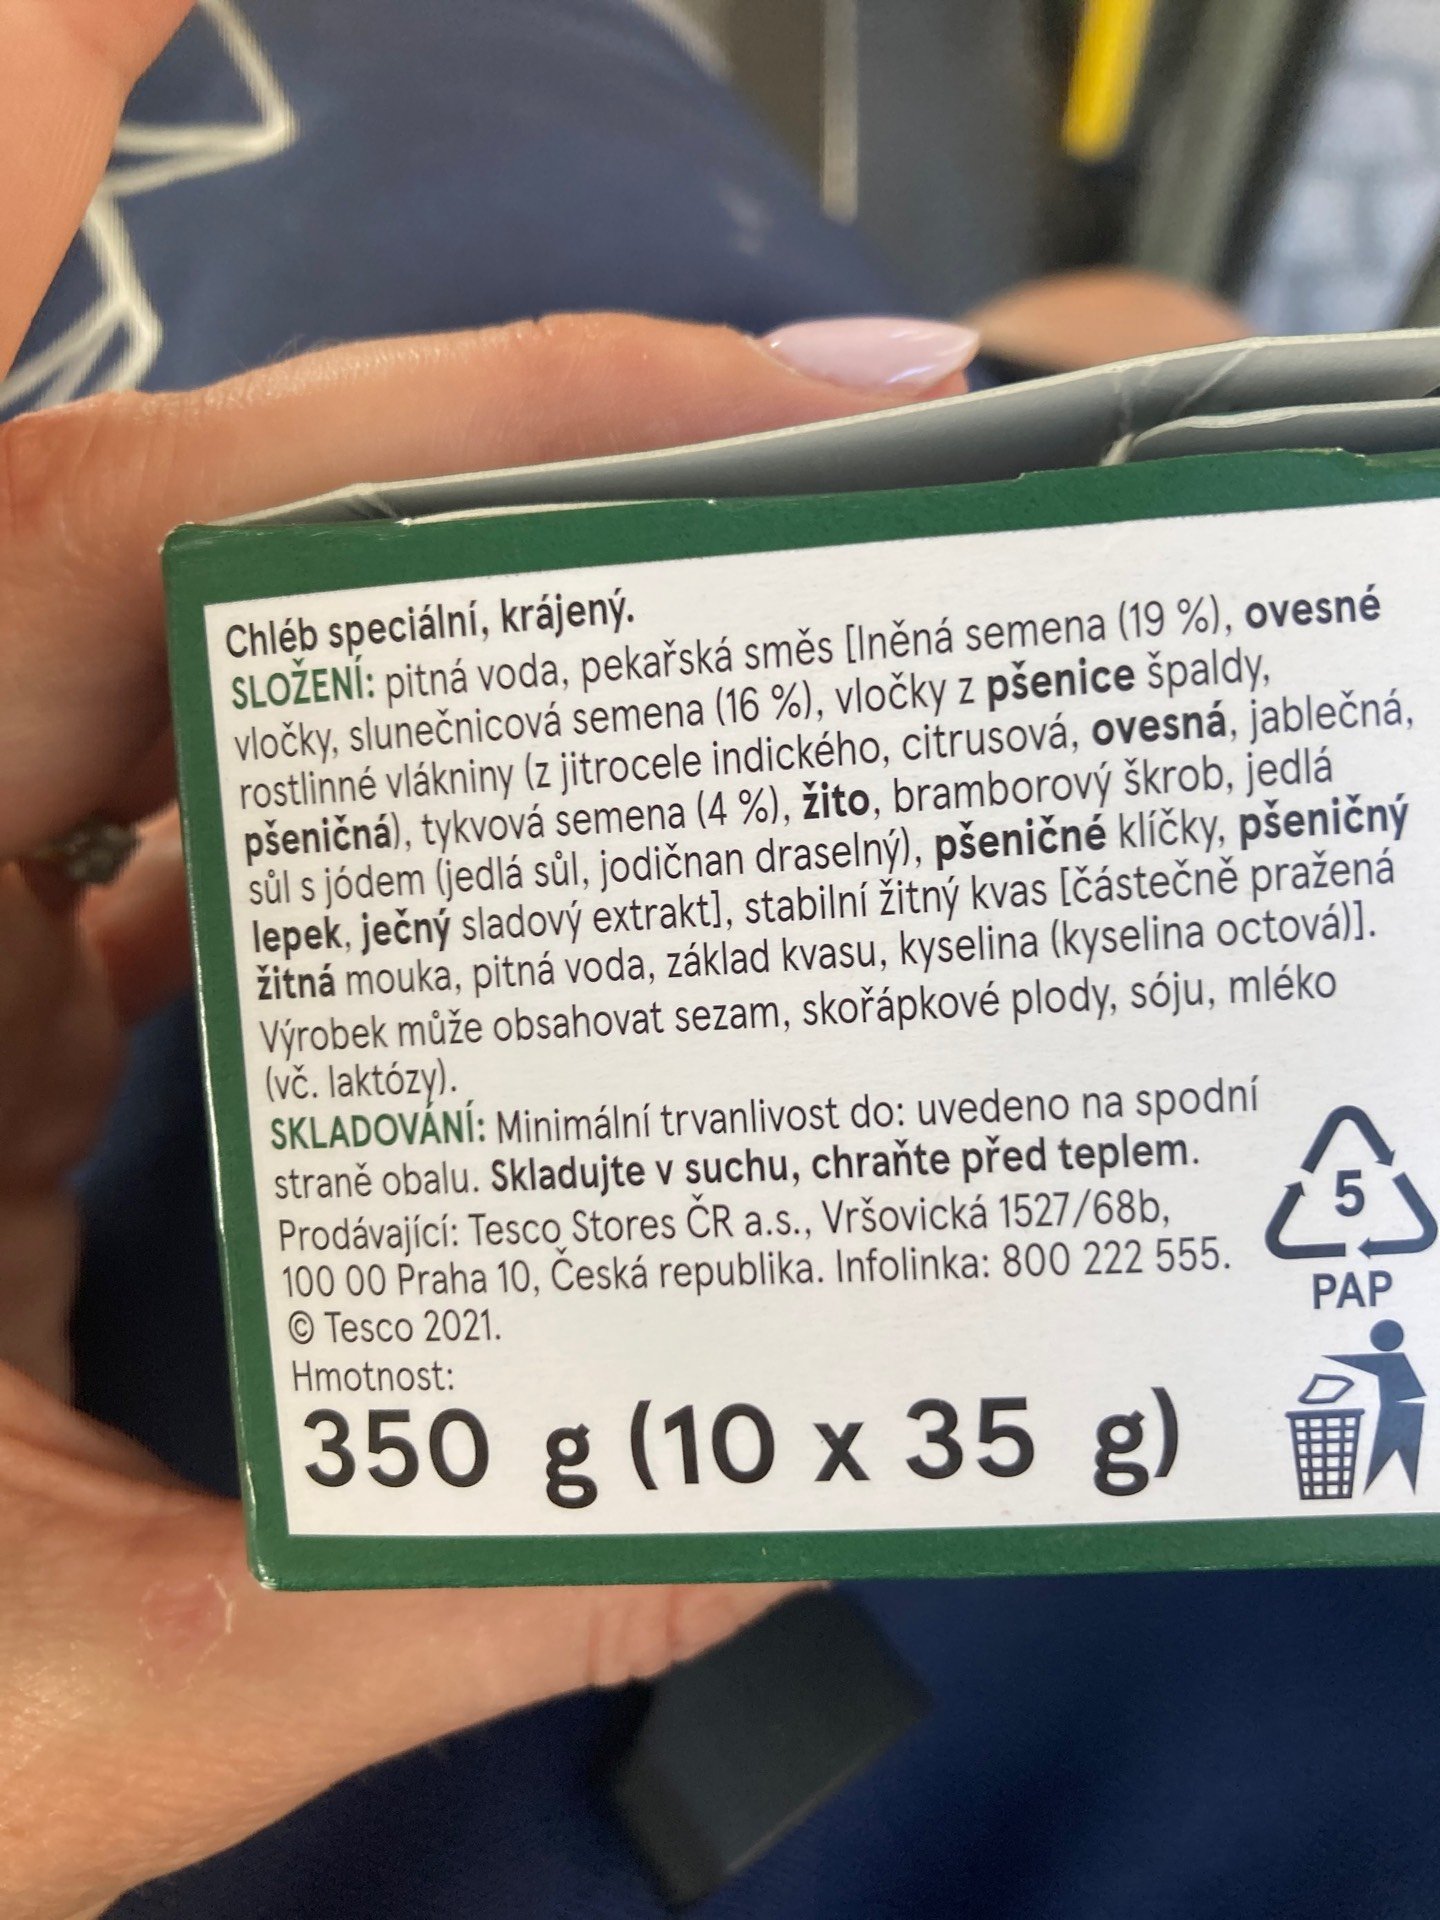 Chléb speciální, krájený.
SLOŽENÍ: pitná voda, pekařská směs [lněná semena (19 %), ovesné
vločky, slunečnicová semena (16 %), vločky z pšenice špaldy,
rostlinné vlákniny (z jitrocele indického, citrusová, ovesná, jablečná,
pšeničná), tykvová semena (4 %), žito, bramborový škrob, jedlá
sůl s jódem (jedlá sůl, jodičnan draselný), pšeničné klíčky, pšeničný
lepek, ječný sladový extrakt], stabilní žitný kvas [částečně pražená
žitná mouka, pitná voda, základ kvasu, kyselina (kyselina octová)].
Výrobek může obsahovat sezam, skořápkové plody, sóju, mléko
(vč. laktózy).
SKLADOVÁNÍ: Minimální trvanlivost do: uvedeno na spodní
straně obalu. Skladujte v suchu, chraňte před teplem.
Prodávající: Tesco Stores ČR a.s., Vršovická 1527/68b,
100 00 Praha 10, Česká republika. Infolinka: 800 222 555.
© Tesco 2021.
Hmotnost:
350 g (10 x 35 g)
5
PAP